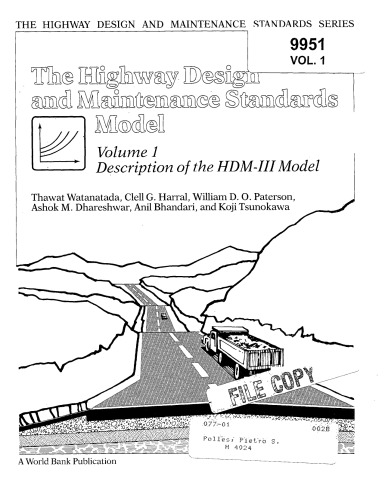 THE HIGHWAY DESIGN AND MAINTENANCE STANDARDS SERIES
9951
VOL. 1
The Highway Design
and Maintenance Standards
Model
Volume 1
Description of the HDM-III Model
Thawat Watanatada, Clell G. Harral, William D. O. Paterson,
Ashok M. Dhareshwar, Anil Bhandari, and Koji Tsunokawa
FILE COPY
077-01
0028
Pietro S.
M 4924
A World Bank Publication